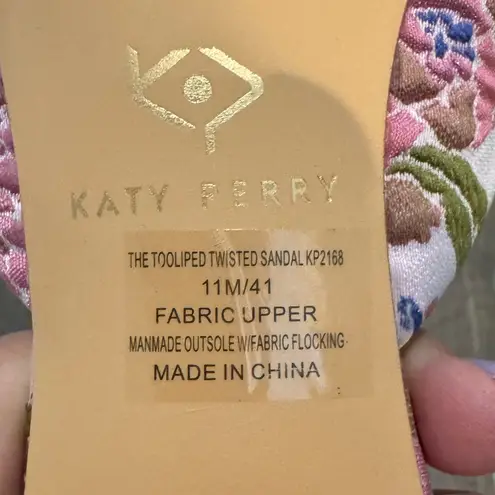 KATY PERRY
THE TOOLIPED TWISTED SANDAL KP2168
11M/41
FABRIC UPPER
MANMADE OUTSOLE W/FABRIC FLOCKING
MADE IN CHINA